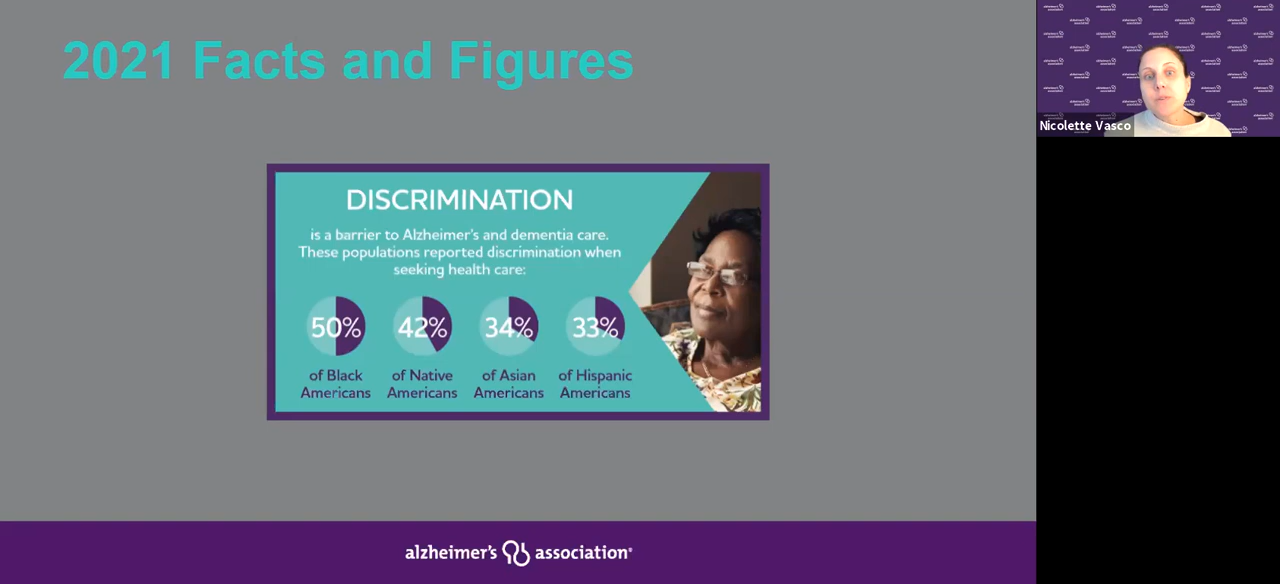 2021 Facts and Figures
DISCRIMINATION
is a barrier to Alzheimer's and dementia care.
These populations reported discrimination when
seeking health care:
50% 42% 34% 33%
of Black of Native of Asian of Hispanic
Americans Americans Americans Americans
alzheimer's association®
Nicolette Vasco